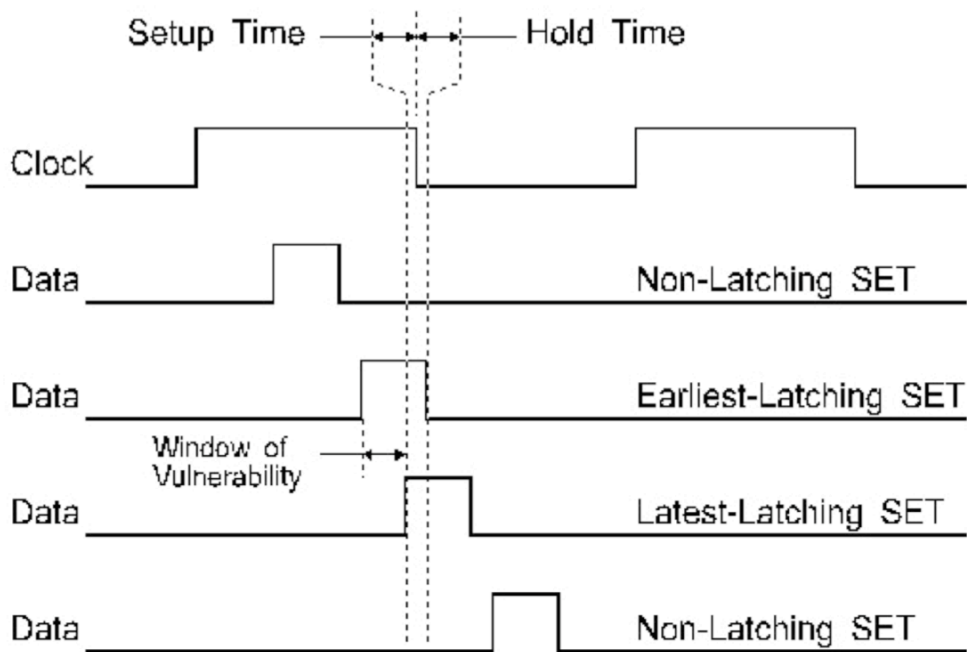 Setup Time
Hold Time
Clock
Data
Non-Latching SET
Data
Earliest-Latching SET
Window of
Vulnerability
Data
Latest-Latching SET
Data
Non-Latching SET